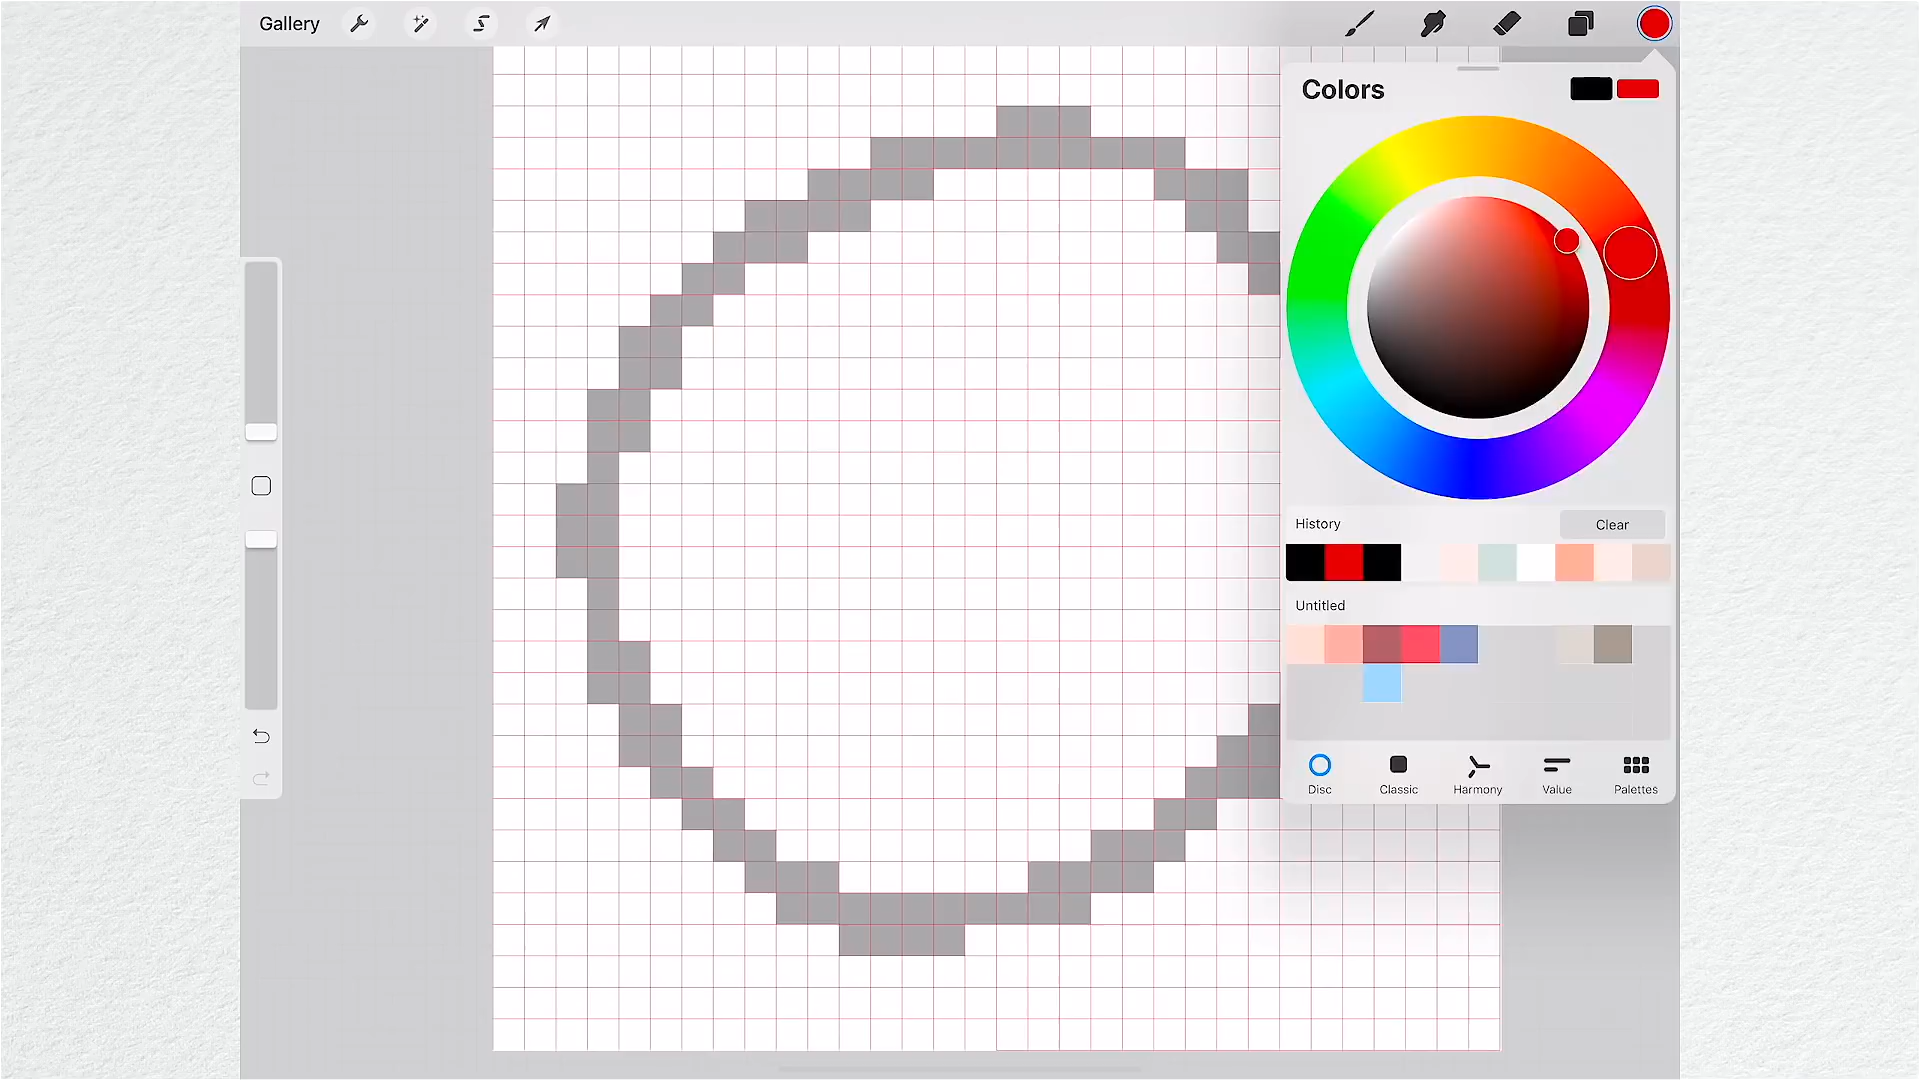 Gallery
Colors
History
Clear
Untitled
Disc
Classic
Harmony
Value
Palettes